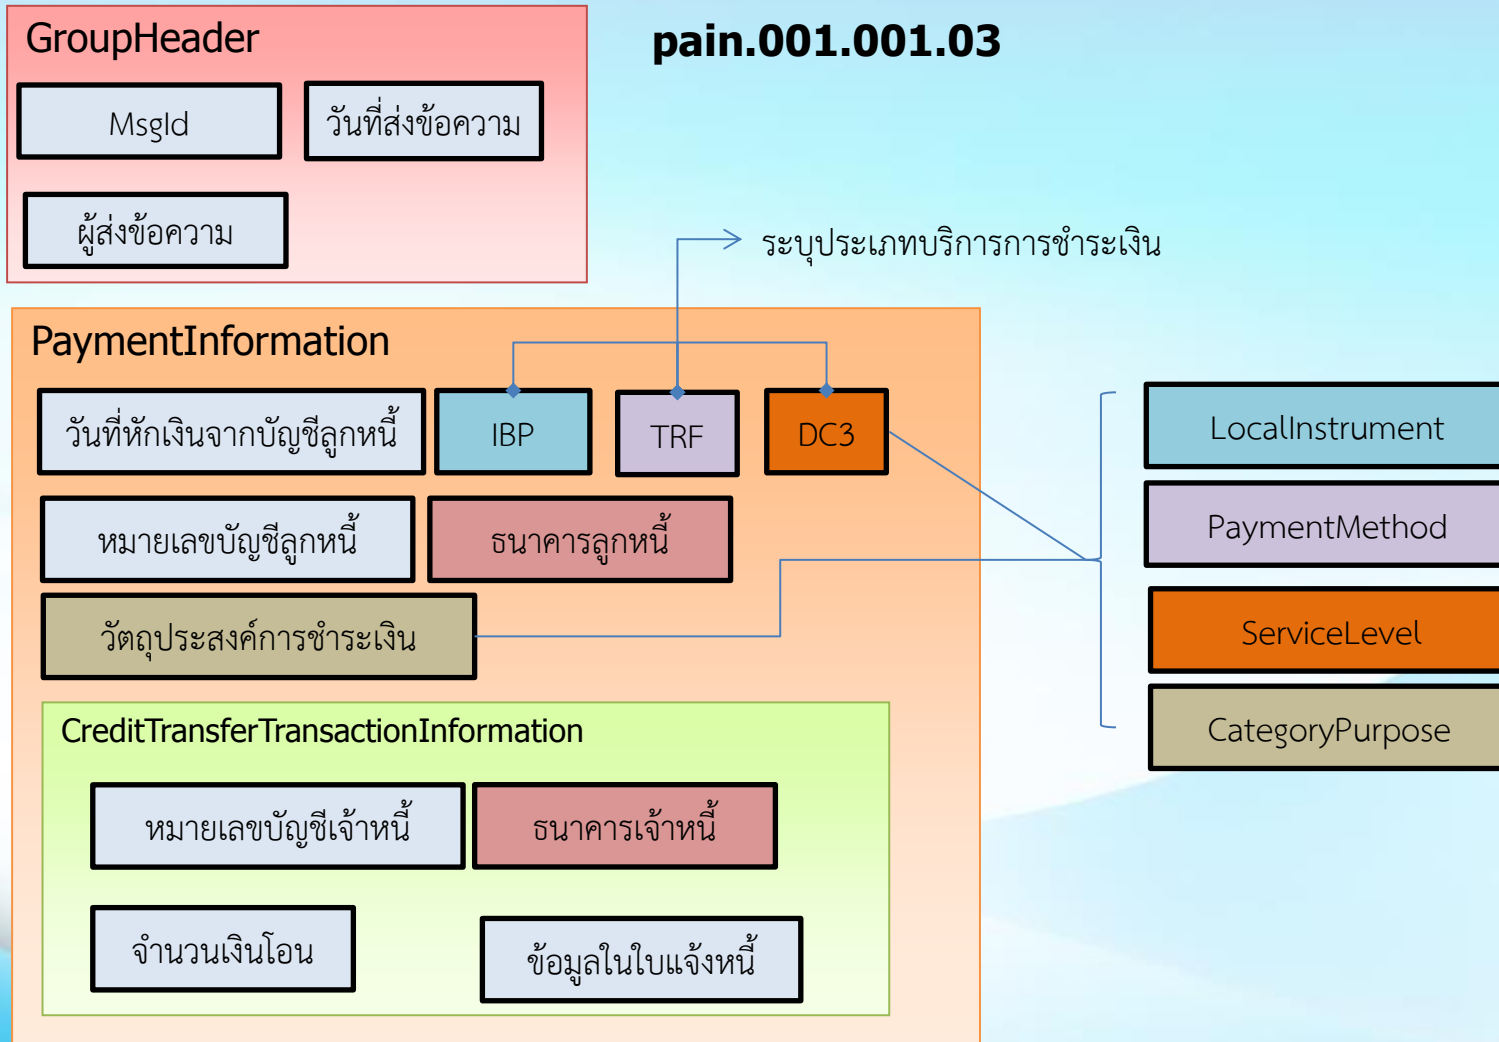 GroupHeader
pain.001.001.03
MsgId
วันที่ส่งข้อความ
ผู้ส่งข้อความ
ระบุประเภทบริการการชำระเงิน
PaymentInformation
วันที่หักเงินจากบัญชีลูกหนี้
IBP
TRF
DC3
LocalInstrument
หมายเลขบัญชีลูกหนี้
ธนาคารลูกหนี้
PaymentMethod
วัตถุประสงค์การชำระเงิน
ServiceLevel
CreditTransferTransactionInformation
CategoryPurpose
หมายเลขบัญชีเจ้าหนี้
ธนาคารเจ้าหนี้
จำนวนเงินโอน
ข้อมูลในใบแจ้งหนี้